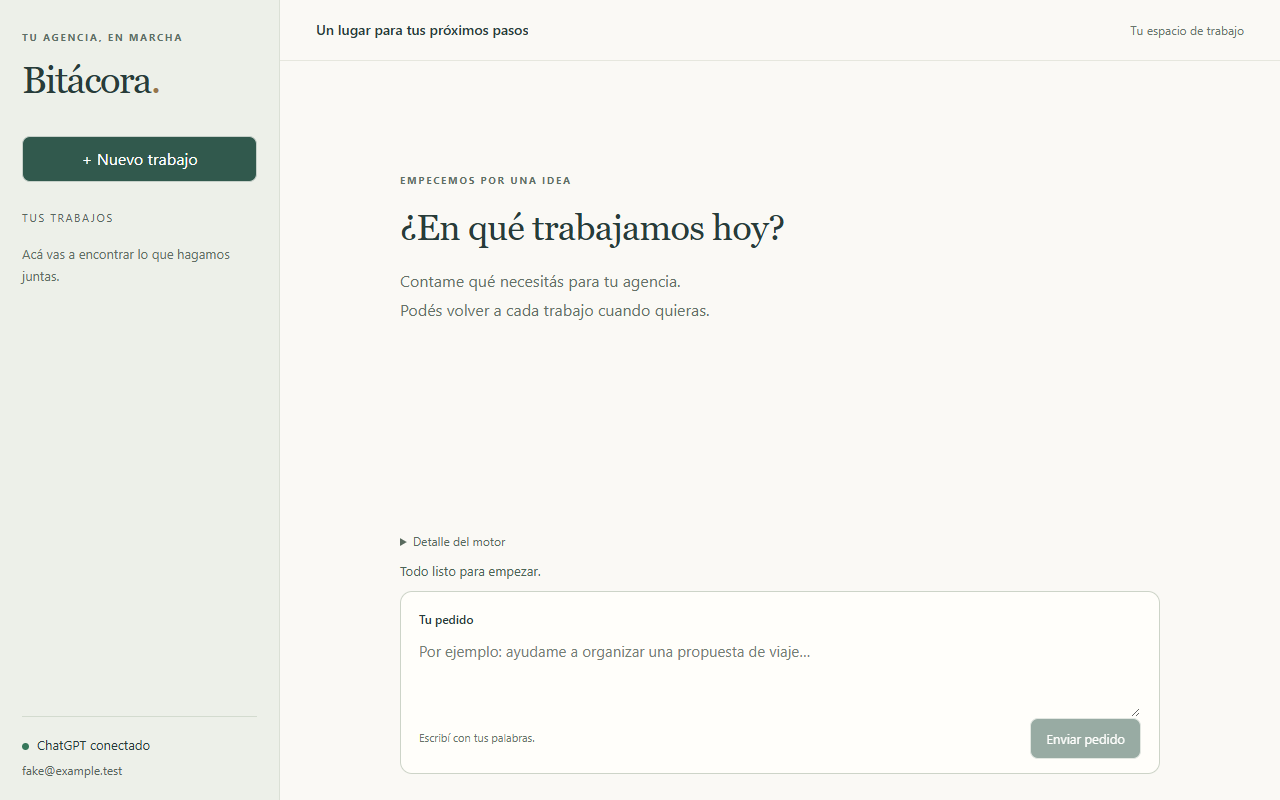 TU AGENCIA, EN MARCHA
Bitácora.
+ Nuevo trabajo
TUS TRABAJOS
Acá vas a encontrar lo que hagamos
juntas.
ChatGPT conectado
fake@example.test
Un lugar para tus próximos pasos
Tu espacio de trabajo
EMPECEMOS POR UNA IDEA
¿En qué trabajamos hoy?
Contame qué necesitás para tu agencia.
Podés volver a cada trabajo cuando quieras.
Detalle del motor
Todo listo para empezar.
Tu pedido
Por ejemplo: ayudame a organizar una propuesta de viaje...
Escribí con tus palabras.
Enviar pedido